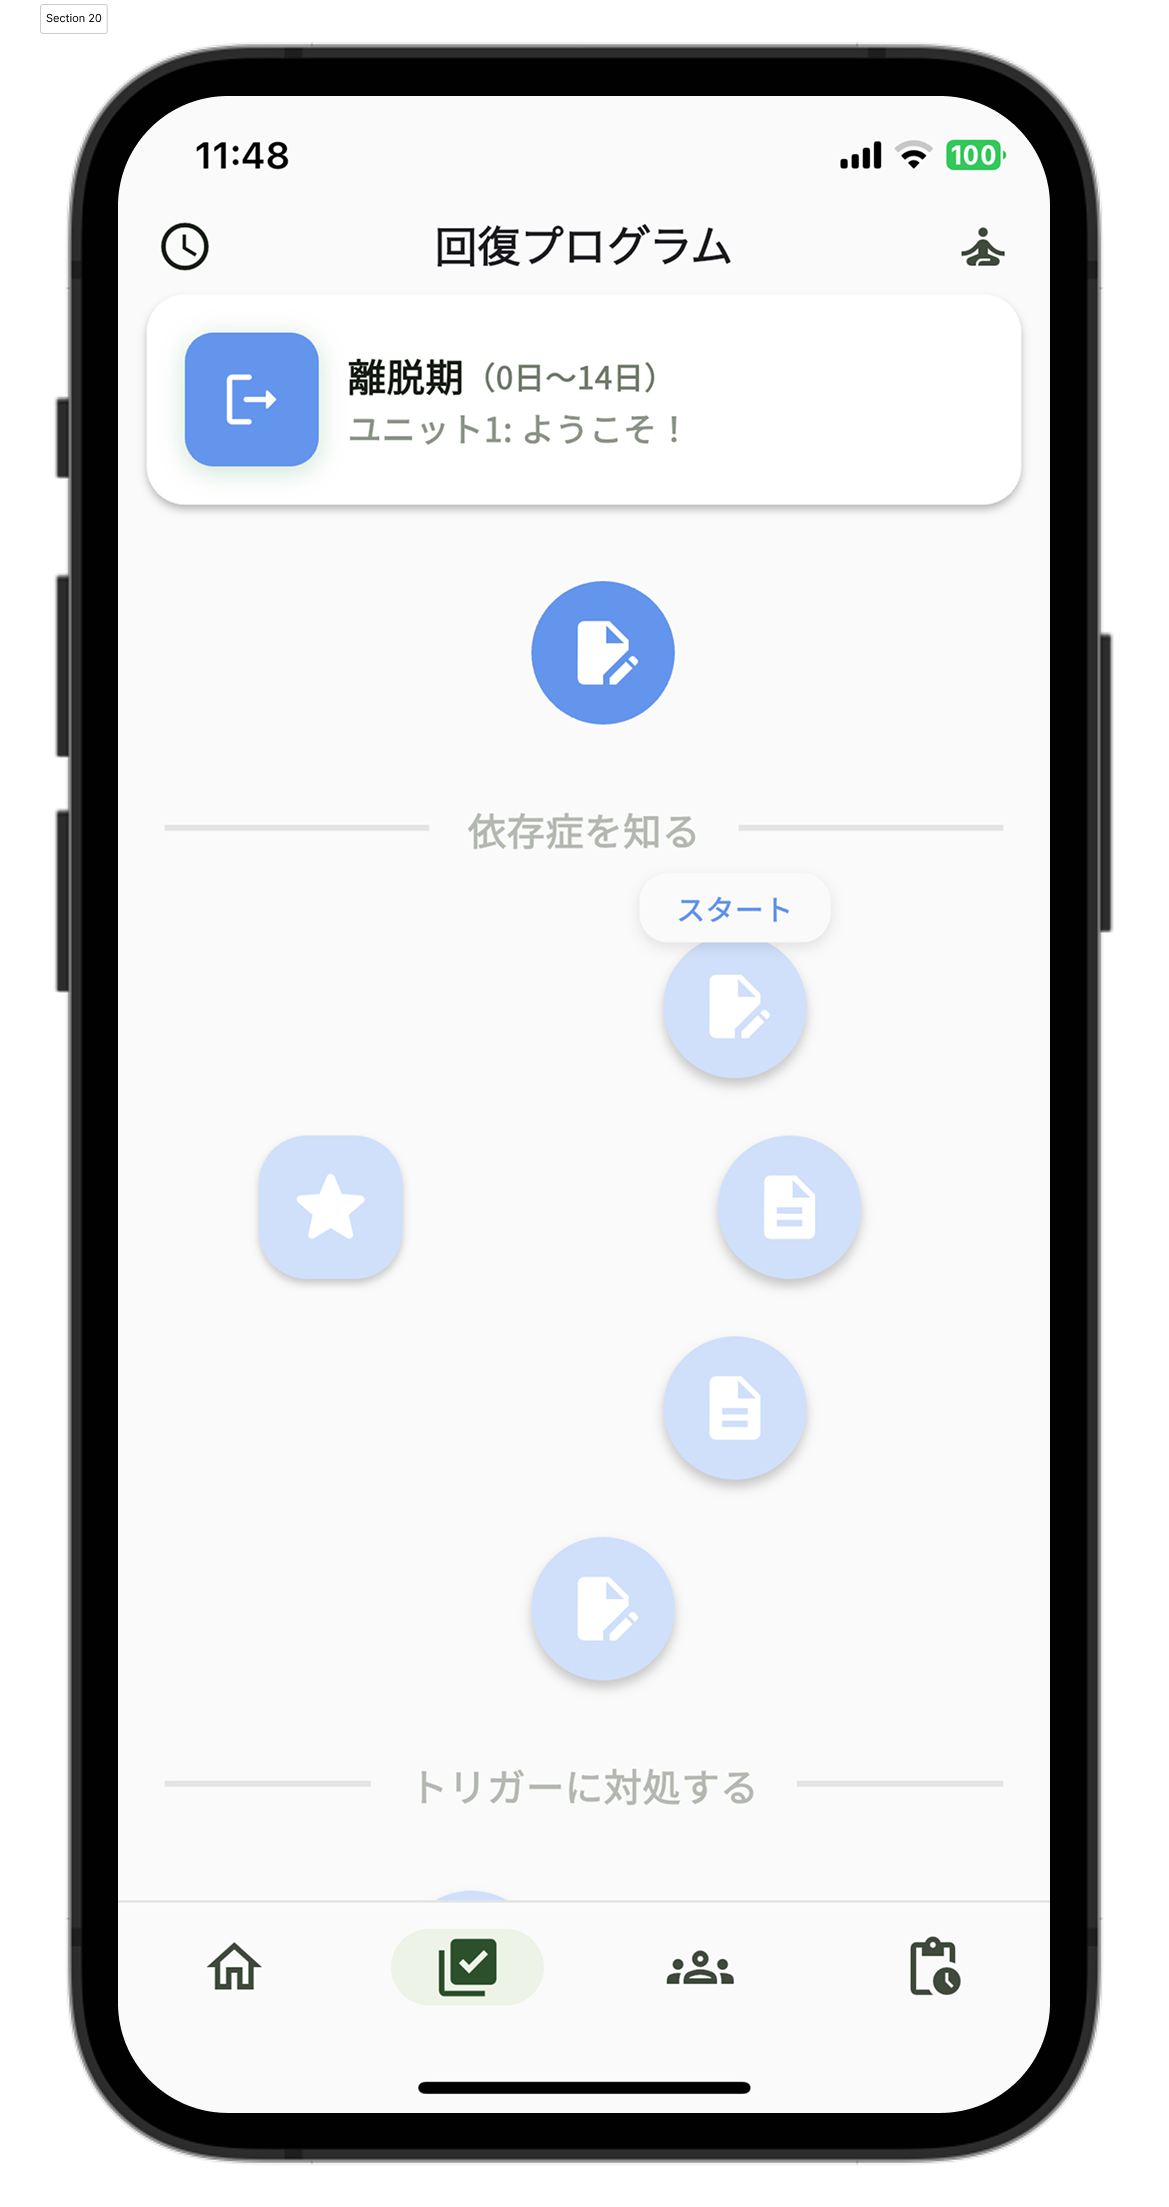 Section 20
11:48
100
回復プログラム
離脱期（0日〜14日）
ユニット1: ようこそ！
依存症を知る
スタート
トリガーに対処する